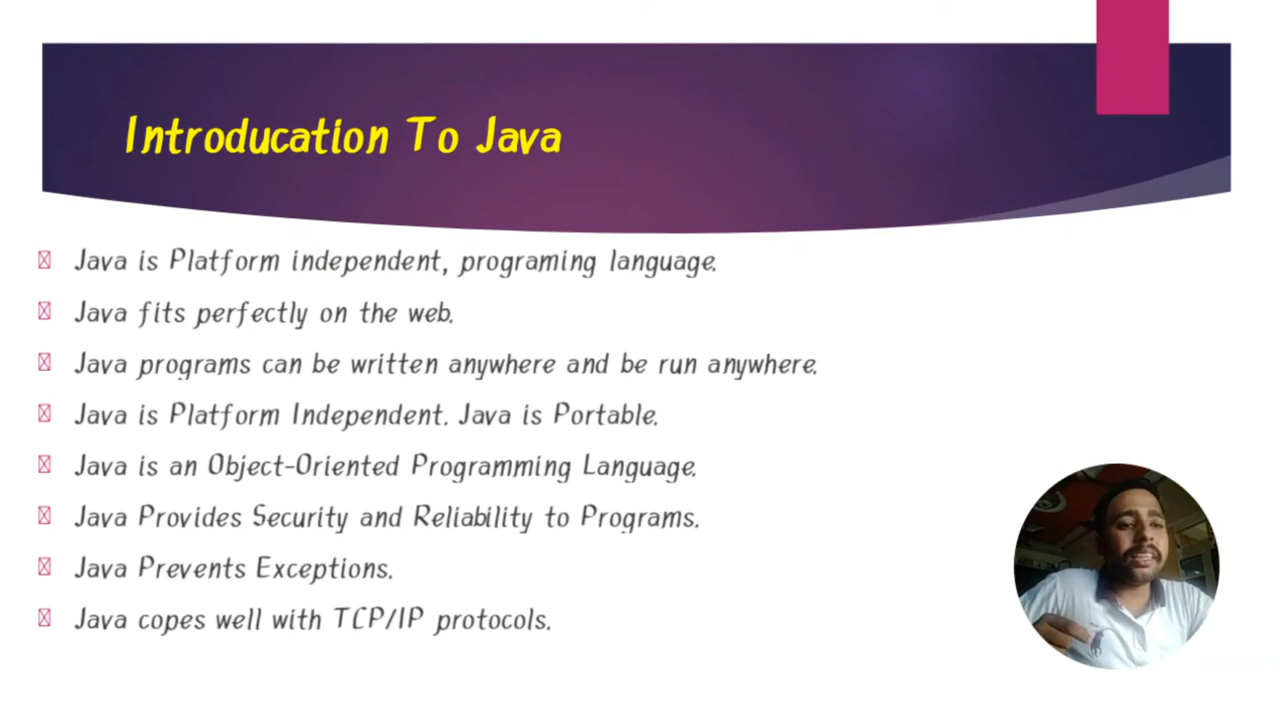 Introducation To Java
Java is Platform independent, programing language.
Java fits perfectly on the web.
Java programs can be written anywhere and be run anywhere.
Java is Platform Independent. Java is Portable.
Java is an Object-Oriented Programming Language.
Java Provides Security and Reliability to Programs.
Java Prevents Exceptions.
Java copes well with TCP/IP protocols.